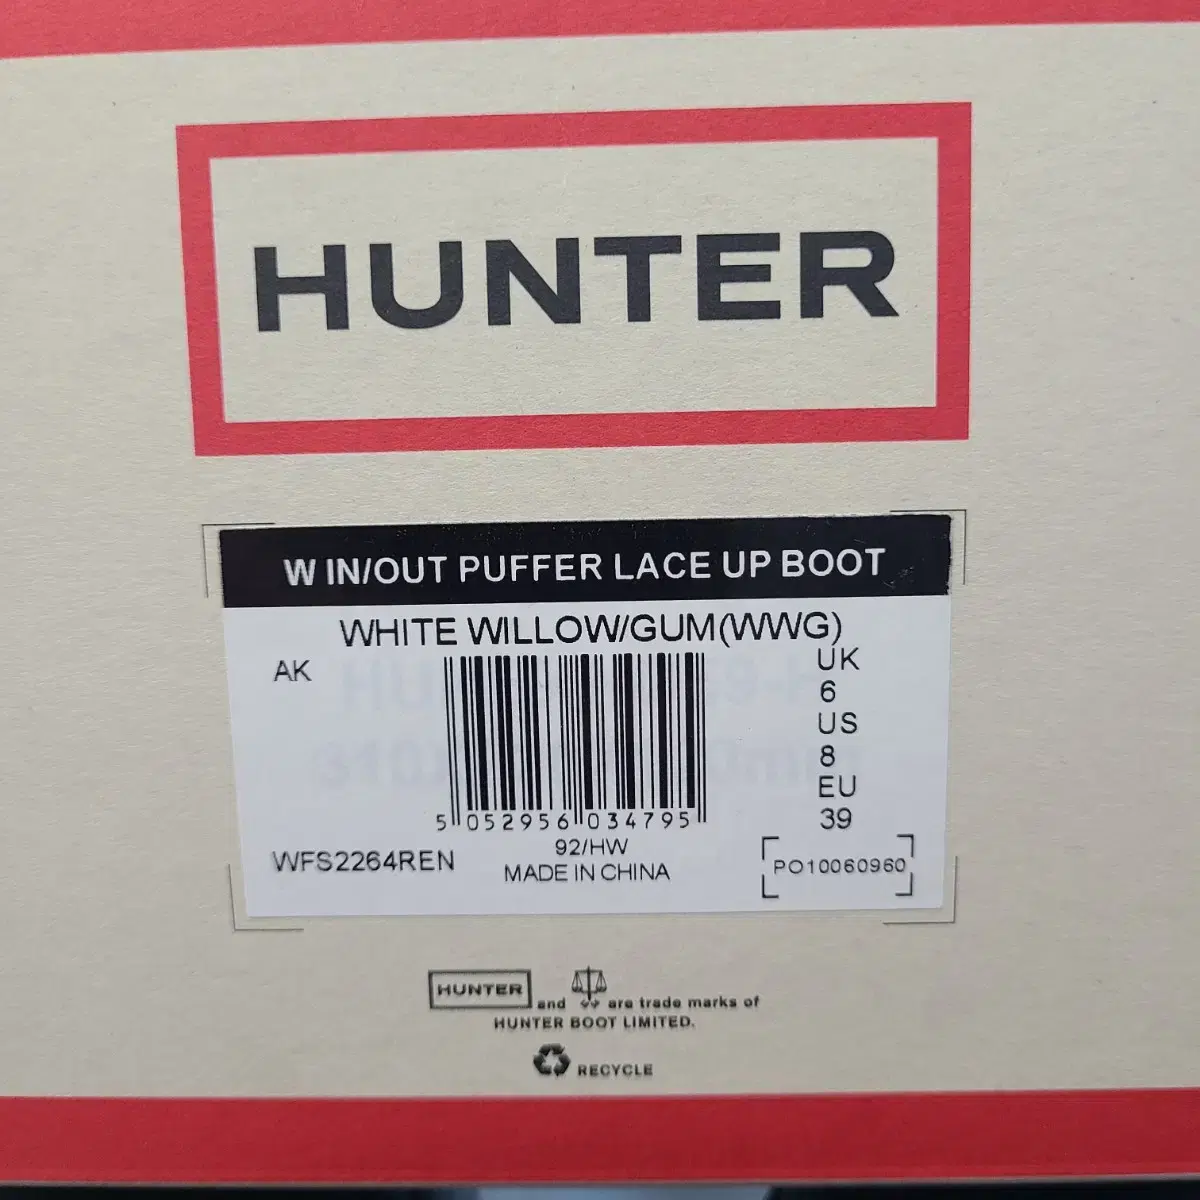 HUNTER
W IN/OUT PUFFER LACE UP BOOT
WHITE WILLOW/GUM(WWG)
AK
UK
6
US
8
EU
39
5 052956 034795
92/HW
WFS2264REN
MADE IN CHINA
PO10060960
HUNTER and are trade marks of
HUNTER BOOT LIMITED.
RECYCLE